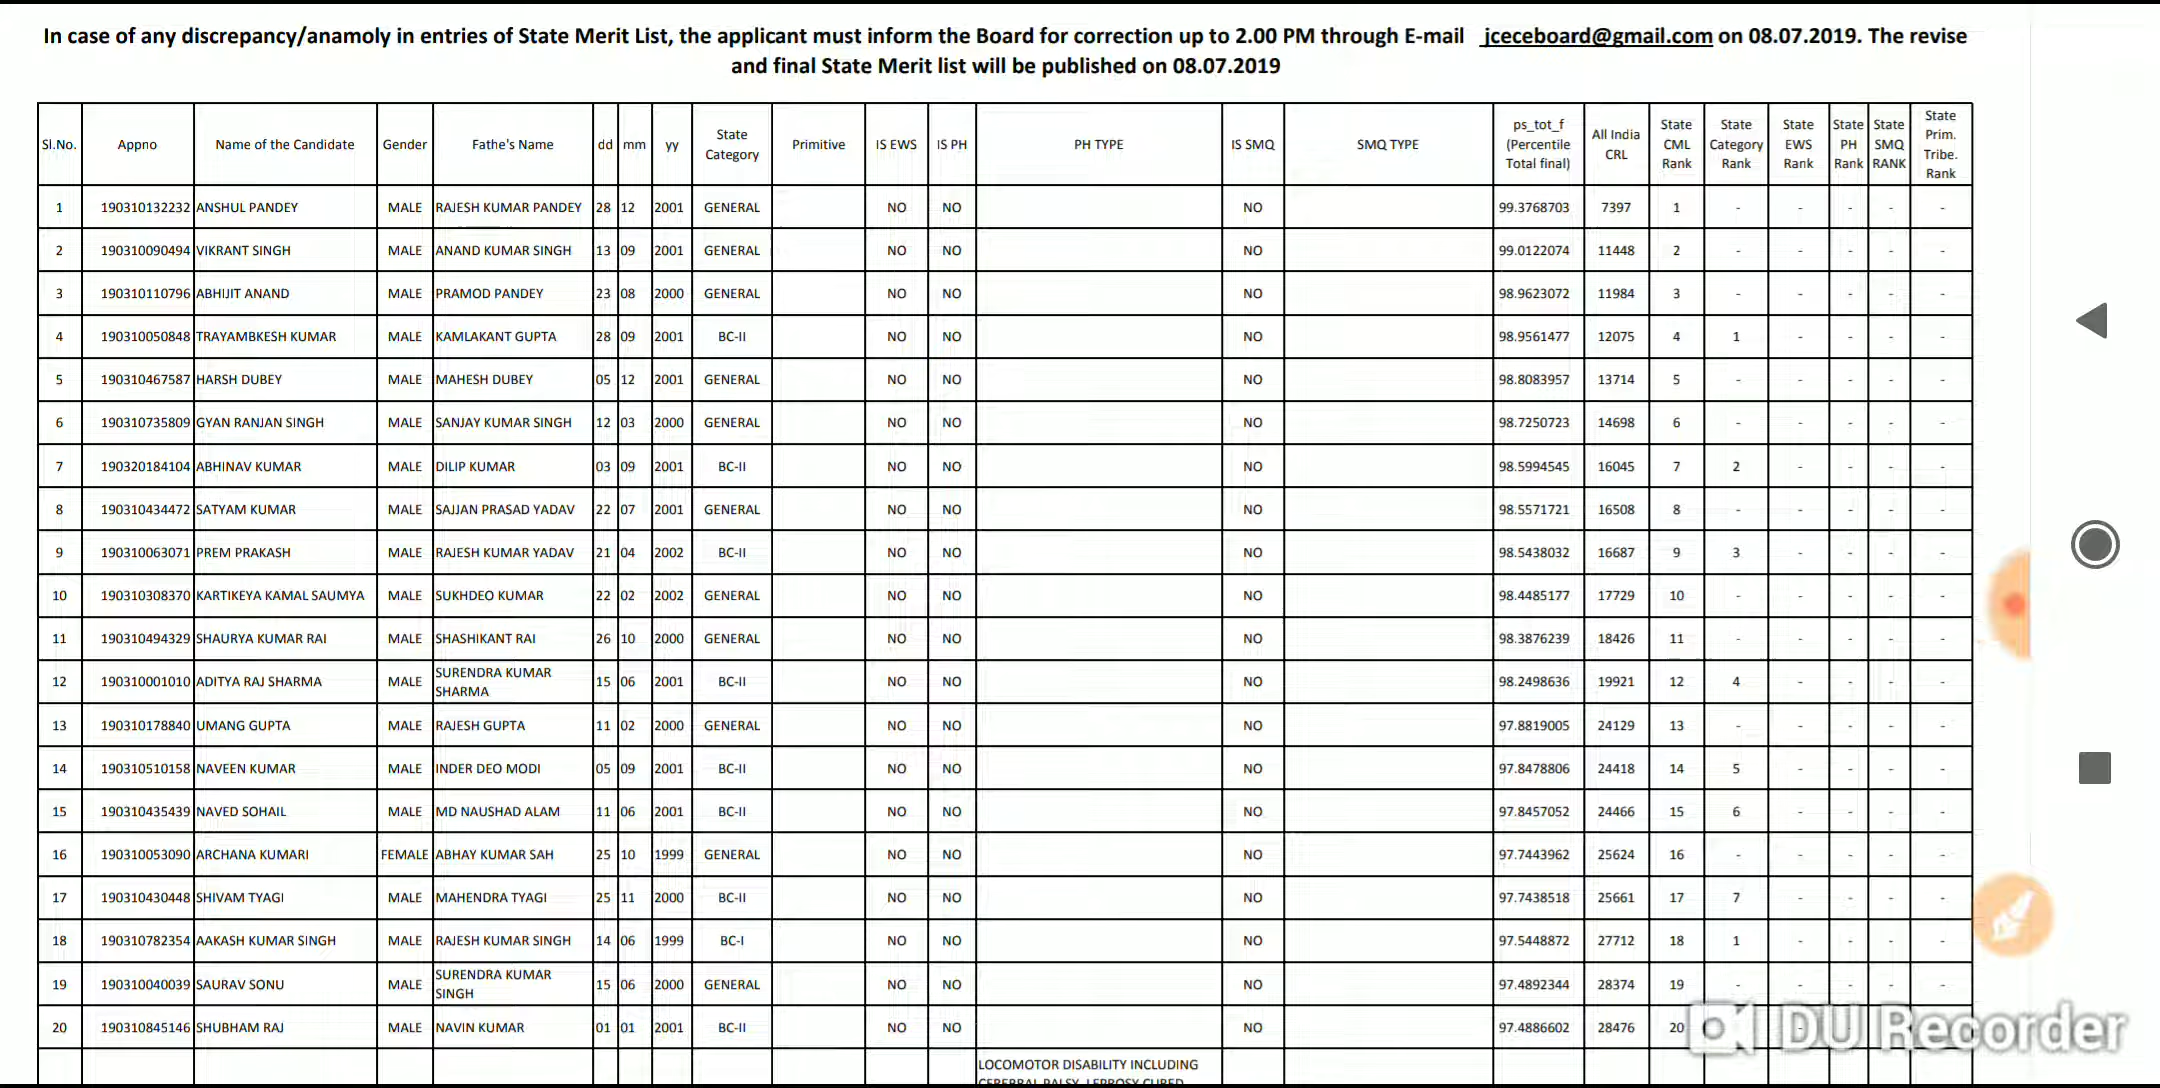 In case of any discrepancy/anamoly in entries of State Merit List, the applicant must inform the Board for correction up to 2.00 PM through E-mail jceceboard@gmail.com on 08.07.2019. The revise
and final State Merit list will be published on 08.07.2019
Sl.No. Appno Name of the Candidate Gender Fathe's Name dd mm yy State Category Primitive IS EWS IS PH PH TYPE IS SMQ SMQ TYPE ps_tot_f (Percentile Total final) All India CRL State CML Rank State Category Rank State EWS Rank State PH Rank State SMQ RANK State Prim. Tribe. Rank
1 190310132232 ANSHUL PANDEY MALE RAJESH KUMAR PANDEY 28 12 2001 GENERAL NO NO NO 99.3768703 7397 1 - - - - -
2 190310090494 VIKRANT SINGH MALE ANAND KUMAR SINGH 13 09 2001 GENERAL NO NO NO 99.0122074 11448 2 - - - - -
3 190310110796 ABHIJIT ANAND MALE PRAMOD PANDEY 23 08 2000 GENERAL NO NO NO 98.9623072 11984 3 - - - - -
4 190310050848 TRAYAMBKESH KUMAR MALE KAMLAKANT GUPTA 28 09 2001 BC-II NO NO NO 98.9561477 12075 4 1 - - - -
5 190310467587 HARSH DUBEY MALE MAHESH DUBEY 05 12 2001 GENERAL NO NO NO 98.8083957 13714 5 - - - - -
6 190310735809 GYAN RANJAN SINGH MALE SANJAY KUMAR SINGH 12 03 2000 GENERAL NO NO NO 98.7250723 14698 6 - - - - -
7 190320184104 ABHINAV KUMAR MALE DILIP KUMAR 03 09 2001 BC-II NO NO NO 98.5994545 16045 7 2 - - - -
8 190310434472 SATYAM KUMAR MALE SAJJAN PRASAD YADAV 22 07 2001 GENERAL NO NO NO 98.5571721 16508 8 - - - - -
9 190310063071 PREM PRAKASH MALE RAJESH KUMAR YADAV 21 04 2002 BC-II NO NO NO 98.5438032 16687 9 3 - - - -
10 190310308370 KARTIKEYA KAMAL SAUMYA MALE SUKHDEO KUMAR 22 02 2002 GENERAL NO NO NO 98.4485177 17729 10 - - - - -
11 190310494329 SHAURYA KUMAR RAI MALE SHASHIKANT RAI 26 10 2000 GENERAL NO NO NO 98.3876239 18426 11 - - - - -
12 190310001010 ADITYA RAJ SHARMA MALE SURENDRA KUMAR SHARMA 15 06 2001 BC-II NO NO NO 98.2498636 19921 12 4 - - - -
13 190310178840 UMANG GUPTA MALE RAJESH GUPTA 11 02 2000 GENERAL NO NO NO 97.8819005 24129 13 - - - - -
14 190310510158 NAVEEN KUMAR MALE INDER DEO MODI 05 09 2001 BC-II NO NO NO 97.8478806 24418 14 5 - - - -
15 190310435439 NAVED SOHAIL MALE MD NAUSHAD ALAM 11 06 2001 BC-II NO NO NO 97.8457052 24466 15 6 - - - -
16 190310053090 ARCHANA KUMARI FEMALE ABHAY KUMAR SAH 25 10 1999 GENERAL NO NO NO 97.7443962 25624 16 - - - - -
17 190310430448 SHIVAM TYAGI MALE MAHENDRA TYAGI 25 11 2000 BC-II NO NO NO 97.7438518 25661 17 7 - - - -
18 190310782354 AAKASH KUMAR SINGH MALE RAJESH KUMAR SINGH 14 06 1999 BC-I NO NO NO 97.5448872 27712 18 1 - - - -
19 190310040039 SAURAV SONU MALE SURENDRA KUMAR SINGH 15 06 2000 GENERAL NO NO NO 97.4892344 28374 19 - - - - -
20 190310845146 SHUBHAM RAJ MALE NAVIN KUMAR 01 01 2001 BC-II NO NO NO 97.4886602 28476 20
DU Recorder
LOCOMOTOR DISABILITY INCLUDING
CEREBRAL PALSY, LEPROSY CURED